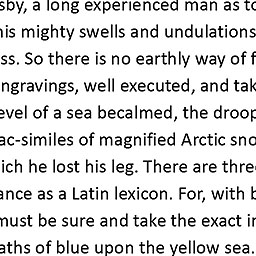 sby, a long experienced man as to
his mighty swells and undulations
ss. So there is no earthly way of f
ngravings, well executed, and tak
evel of a sea becalmed, the droop
ac-similes of magnified Arctic sno
ich he lost his leg. There are thre
ance as a Latin lexicon. For, with b
must be sure and take the exact in
aths of blue upon the yellow sea.